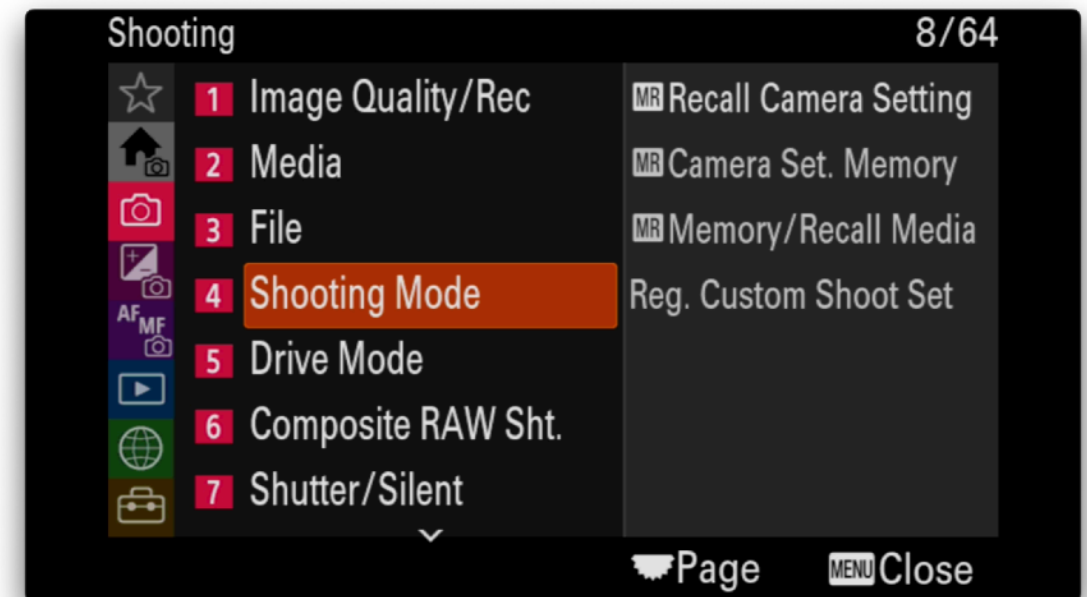 Shooting 8/64
1 Image Quality/Rec
2 Media
3 File
4 Shooting Mode
5 Drive Mode
6 Composite RAW Sht.
7 Shutter/Silent
AF MF
MR Recall Camera Setting
MR Camera Set. Memory
MR Memory/Recall Media
Reg. Custom Shoot Set
Page MENU Close